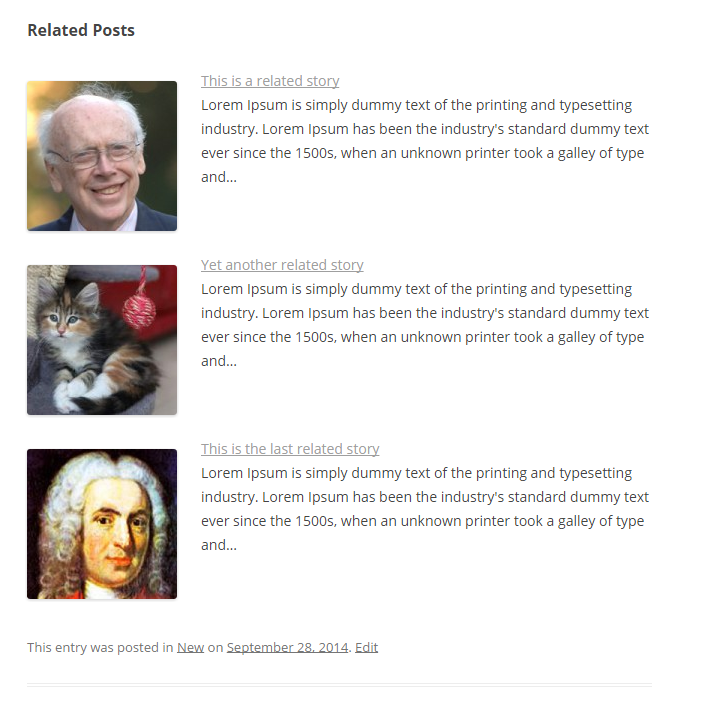 Related Posts
This is a related story
Lorem Ipsum is simply dummy text of the printing and typesetting
industry. Lorem Ipsum has been the industry's standard dummy text
ever since the 1500s, when an unknown printer took a galley of type
and...
Yet another related story
Lorem Ipsum is simply dummy text of the printing and typesetting
industry. Lorem Ipsum has been the industry's standard dummy text
ever since the 1500s, when an unknown printer took a galley of type
and...
This is the last related story
Lorem Ipsum is simply dummy text of the printing and typesetting
industry. Lorem Ipsum has been the industry's standard dummy text
ever since the 1500s, when an unknown printer took a galley of type
and...
This entry was posted in New on September 28, 2014. Edit